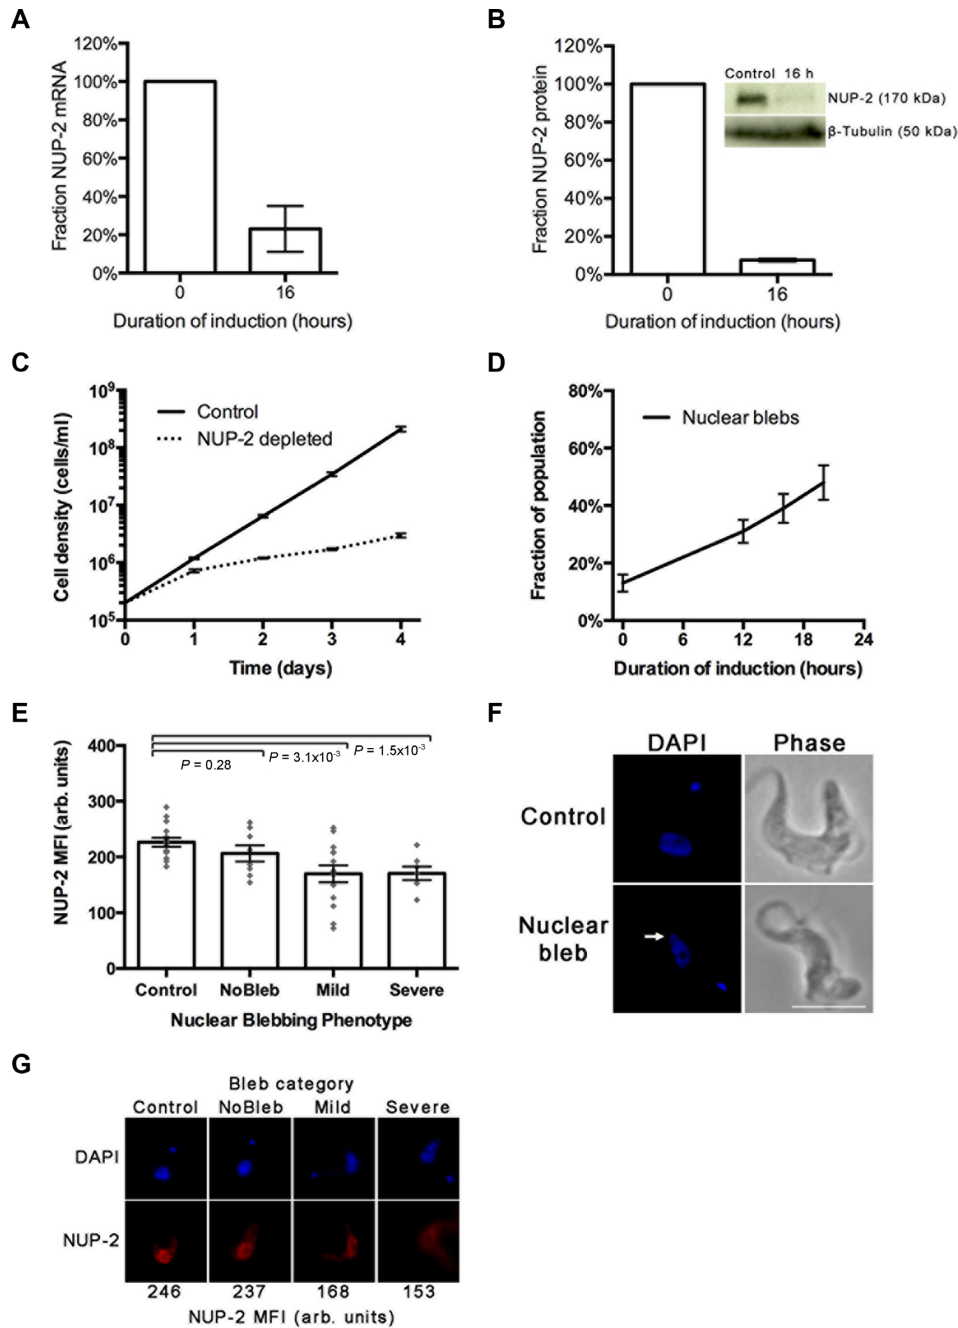 A
120%
100%
80%
60%
40%
20%
0%
Fraction NUP-2 mRNA
0
16
Duration of induction (hours)
B
120%
100%
80%
60%
40%
20%
0%
Fraction NUP-2 protein
Control 16 h
NUP-2 (170 kDa)
β-Tubulin (50 kDa)
0
16
Duration of induction (hours)
C
10⁹
10⁸
10⁷
10⁶
10⁵
Cell density (cells/ml)
Control
NUP-2 depleted
0 1 2 3 4
Time (days)
D
80%
60%
40%
20%
0%
Fraction of population
Nuclear blebs
0 6 12 18 24
Duration of induction (hours)
E
400
300
200
100
0
NUP-2 MFI (arb. units)
P = 0.28
P = 3.1x10⁻³
P = 1.5x10⁻³
Control NoBleb Mild Severe
Nuclear Blebbing Phenotype
F
DAPI Phase
Control
Nuclear
bleb
G
Bleb category
Control NoBleb Mild Severe
DAPI
NUP-2
246 237 168 153
NUP-2 MFI (arb. units)